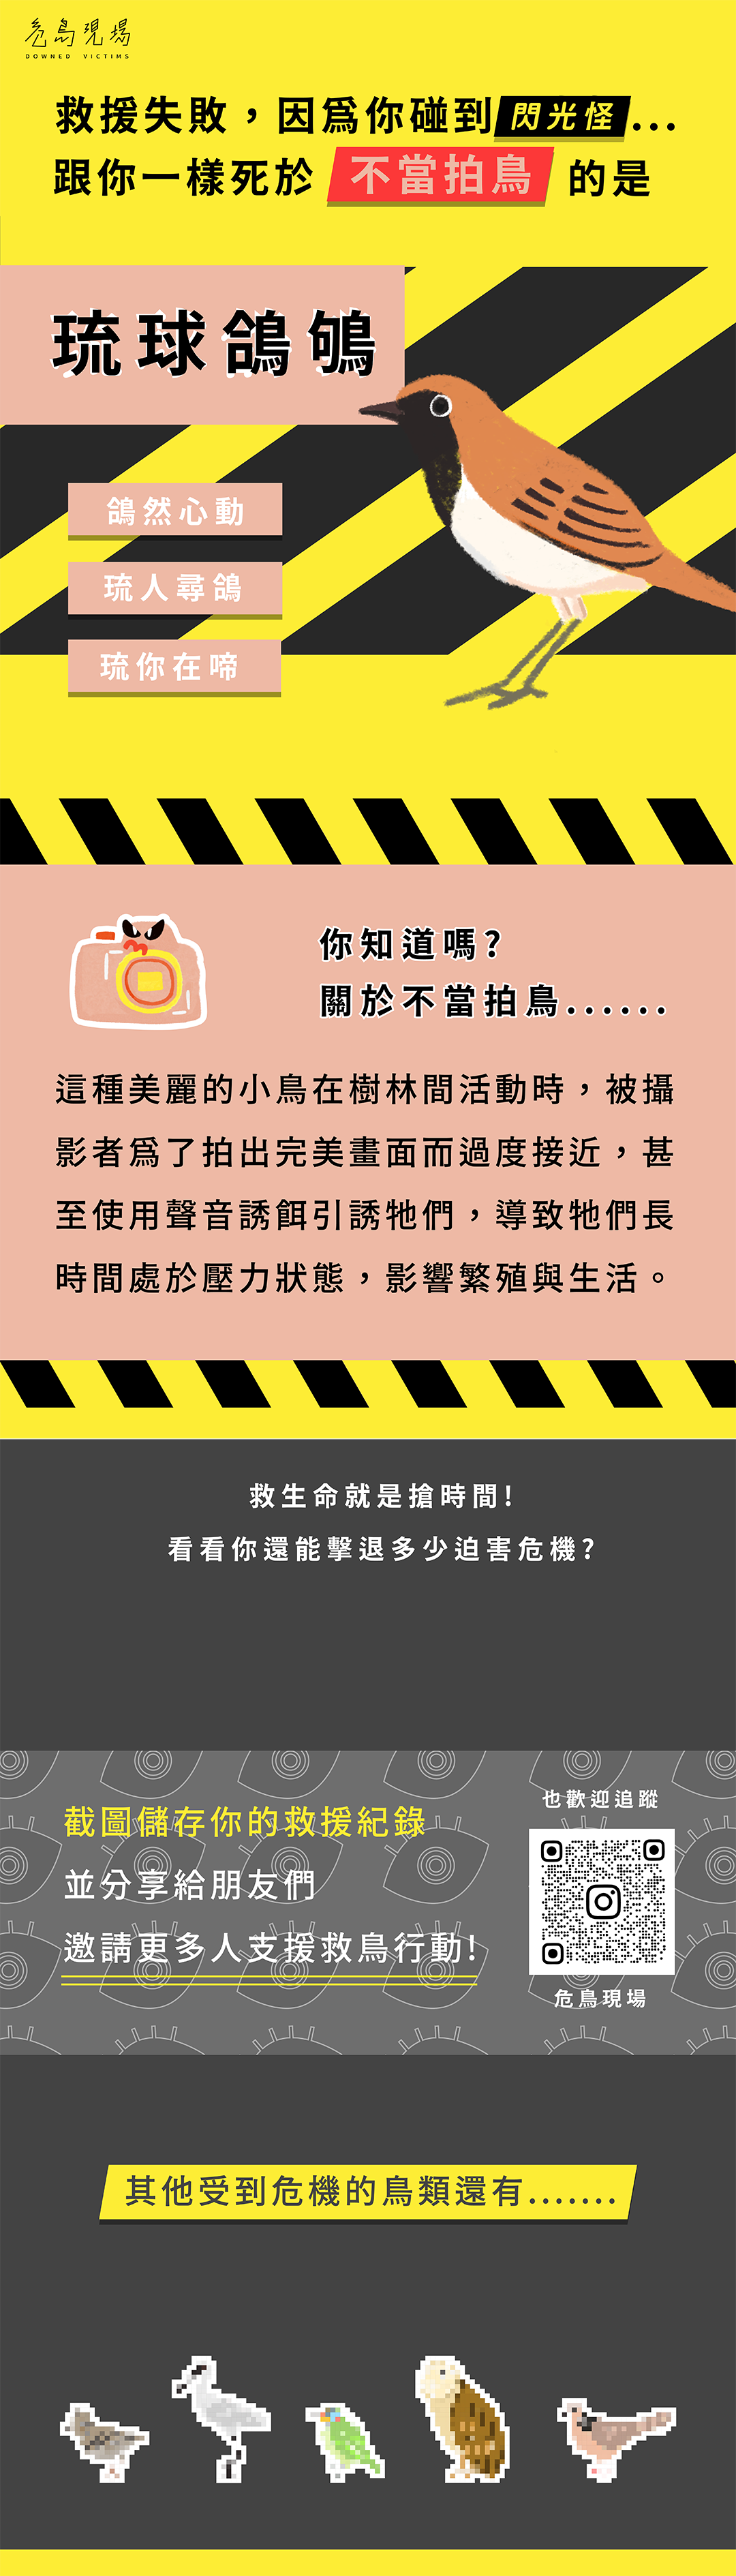 危鳥現場
DOWNED VICTIMS
救援失敗，因為你碰到閃光怪...
跟你一樣死於 不當拍鳥 的是
琉球鴝鶲
鴿然心動
琉人尋鴿
琉你在啼
你知道嗎?
關於不當拍鳥......
這種美麗的小鳥在樹林間活動時，被攝
影者為了拍出完美畫面而過度接近，甚
至使用聲音誘餌引誘牠們，導致牠們長
時間處於壓力狀態，影響繁殖與生活。
救生命就是搶時間!
看看你還能擊退多少迫害危機?
截圖儲存你的救援紀錄
並分享給朋友們
邀請更多人支援救鳥行動!
也歡迎追蹤
危鳥現場
其他受到危機的鳥類還有.......